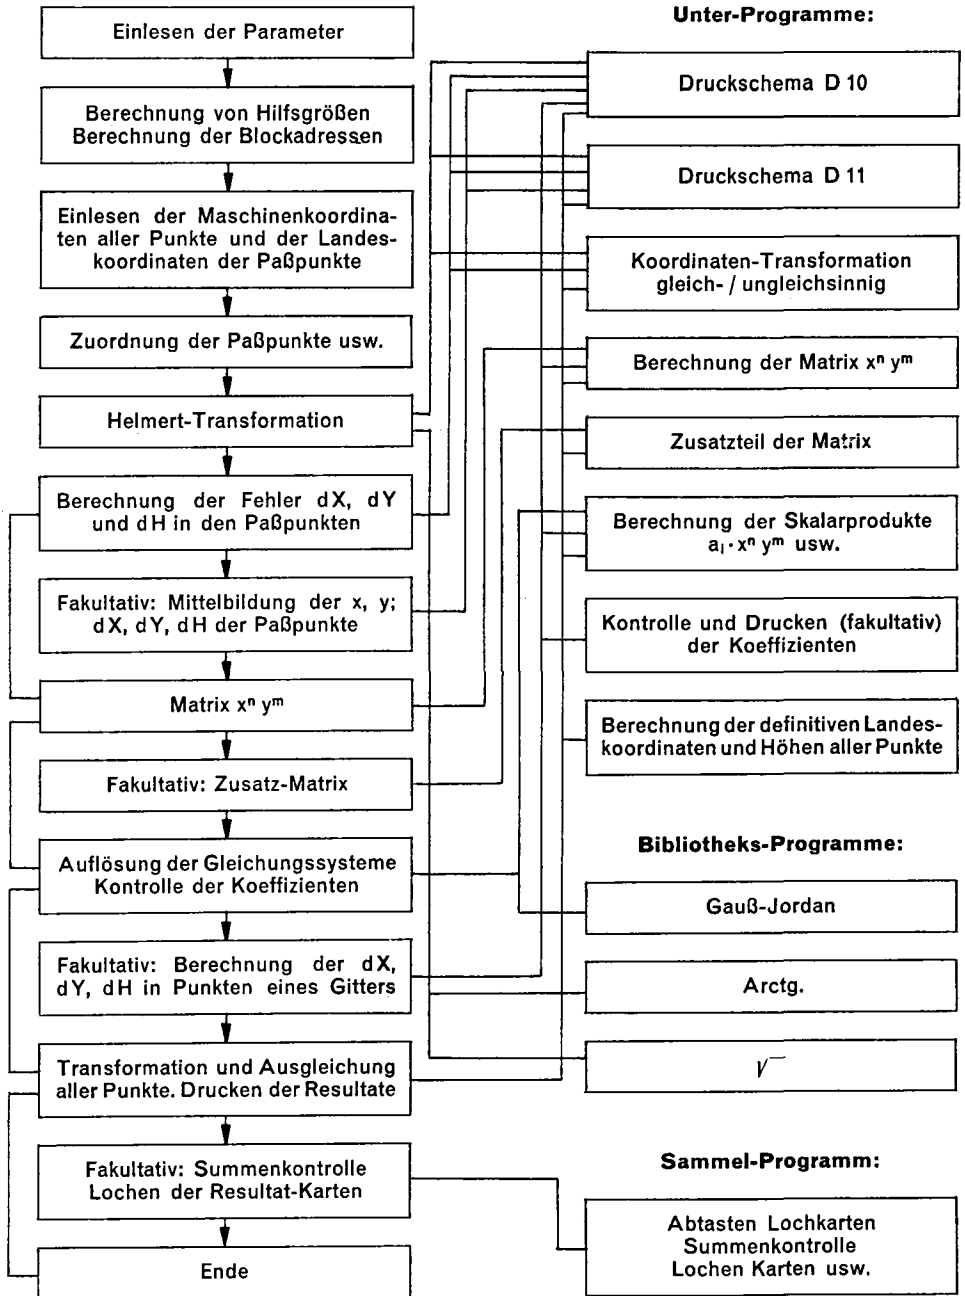 Einlesen der Parameter
Berechnung von Hilfsgrößen
Berechnung der Blockadressen
Einlesen der Maschinenkoordina-
ten aller Punkte und der Landes-
koordinaten der Paßpunkte
Zuordnung der Paßpunkte usw.
Helmert-Transformation
Berechnung der Fehler dX, dY
und dH in den Paßpunkten
Fakultativ: Mittelbildung der x, y;
dX, dY, dH der Paßpunkte
Matrix xⁿ yᵐ
Fakultativ: Zusatz-Matrix
Auflösung der Gleichungssysteme
Kontrolle der Koeffizienten
Fakultativ: Berechnung der dX,
dY, dH in Punkten eines Gitters
Transformation und Ausgleichung
aller Punkte. Drucken der Resultate
Fakultativ: Summenkontrolle
Lochen der Resultat-Karten
Ende
Unter-Programme:
Druckschema D 10
Druckschema D 11
Koordinaten-Transformation
gleich- / ungleichsinnig
Berechnung der Matrix xⁿ yᵐ
Zusatzteil der Matrix
Berechnung der Skalarprodukte
aᵢ · xⁿ yᵐ usw.
Kontrolle und Drucken (fakultativ)
der Koeffizienten
Berechnung der definitiven Landes-
koordinaten und Höhen aller Punkte
Bibliotheks-Programme:
Gauß-Jordan
Arctg.
√
Sammel-Programm:
Abtasten Lochkarten
Summenkontrolle
Lochen Karten usw.